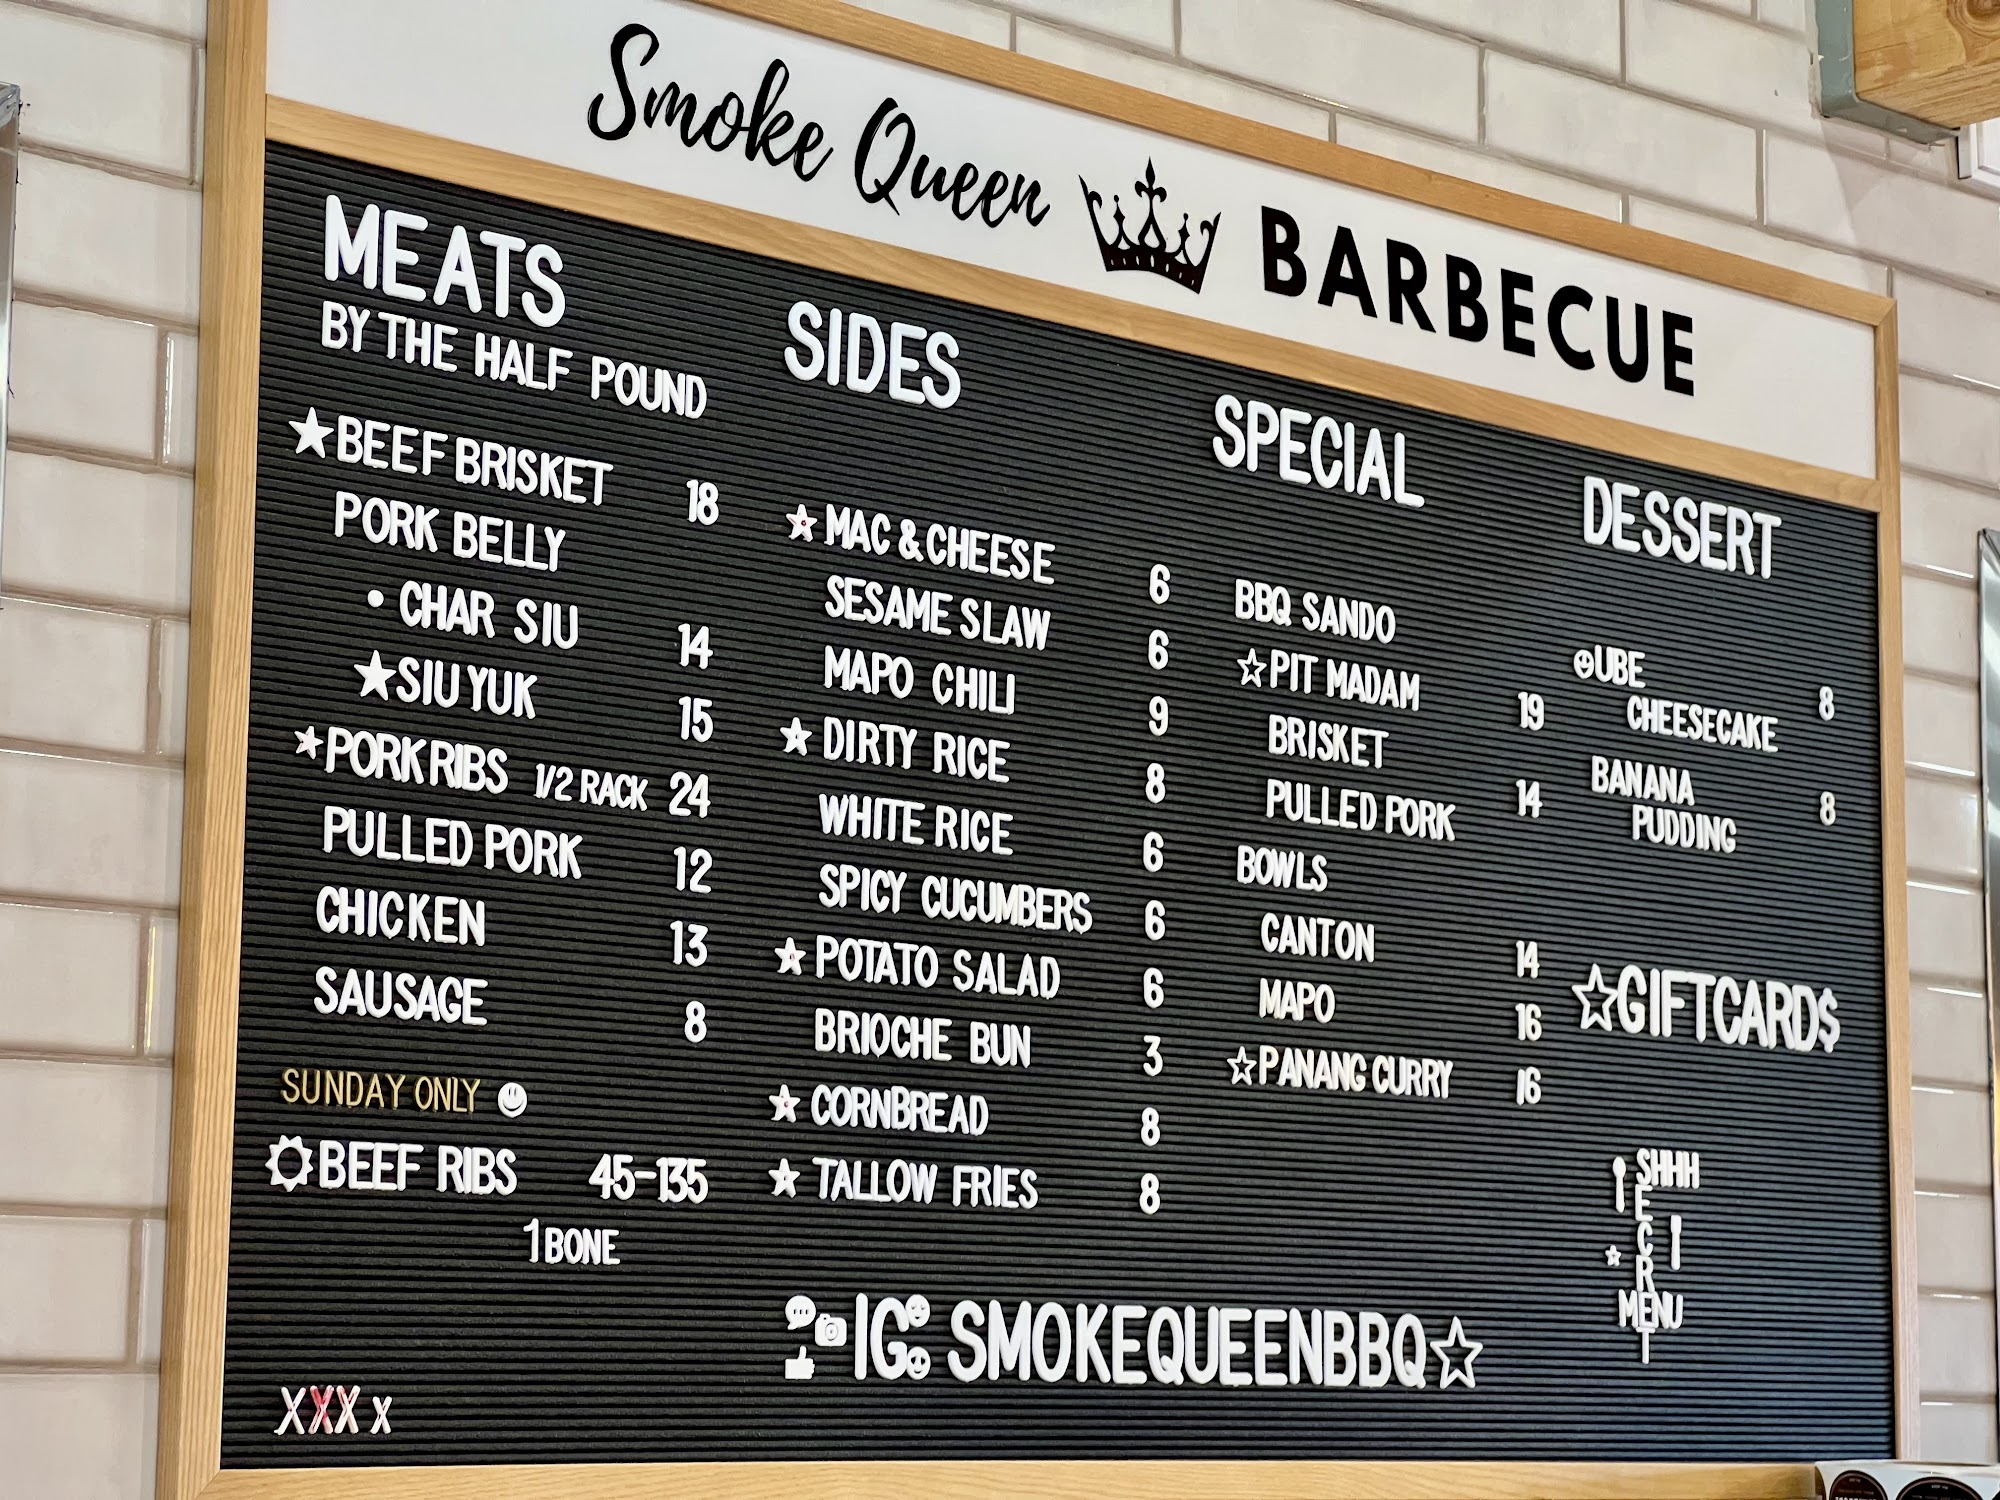 Smoke Queen BARBECUE
MEATS
BY THE HALF POUND
BEEF BRISKET 18
PORK BELLY
• CHAR SIU 14
SIU YUK 15
PORK RIBS 1/2 RACK 24
PULLED PORK 12
CHICKEN 13
SAUSAGE 8
SUNDAY ONLY
BEEF RIBS 45-135
1 BONE
XXX X
SIDES
MAC & CHEESE 6
SESAME SLAW 6
MAPO CHILI 9
DIRTY RICE 8
WHITE RICE 6
SPICY CUCUMBERS 6
POTATO SALAD 6
BRIOCHE BUN 3
CORNBREAD 8
TALLOW FRIES 8
SPECIAL
BBQ SANDO
PIT MADAM 19
BRISKET
PULLED PORK 14
BOWLS
CANTON 14
MAPO 16
PANANG CURRY 16
DESSERT
UBE
CHEESECAKE 8
BANANA
PUDDING 8
GIFTCARD$
SHHH
SECRET
MENU
IG SMOKEQUEENBBQ